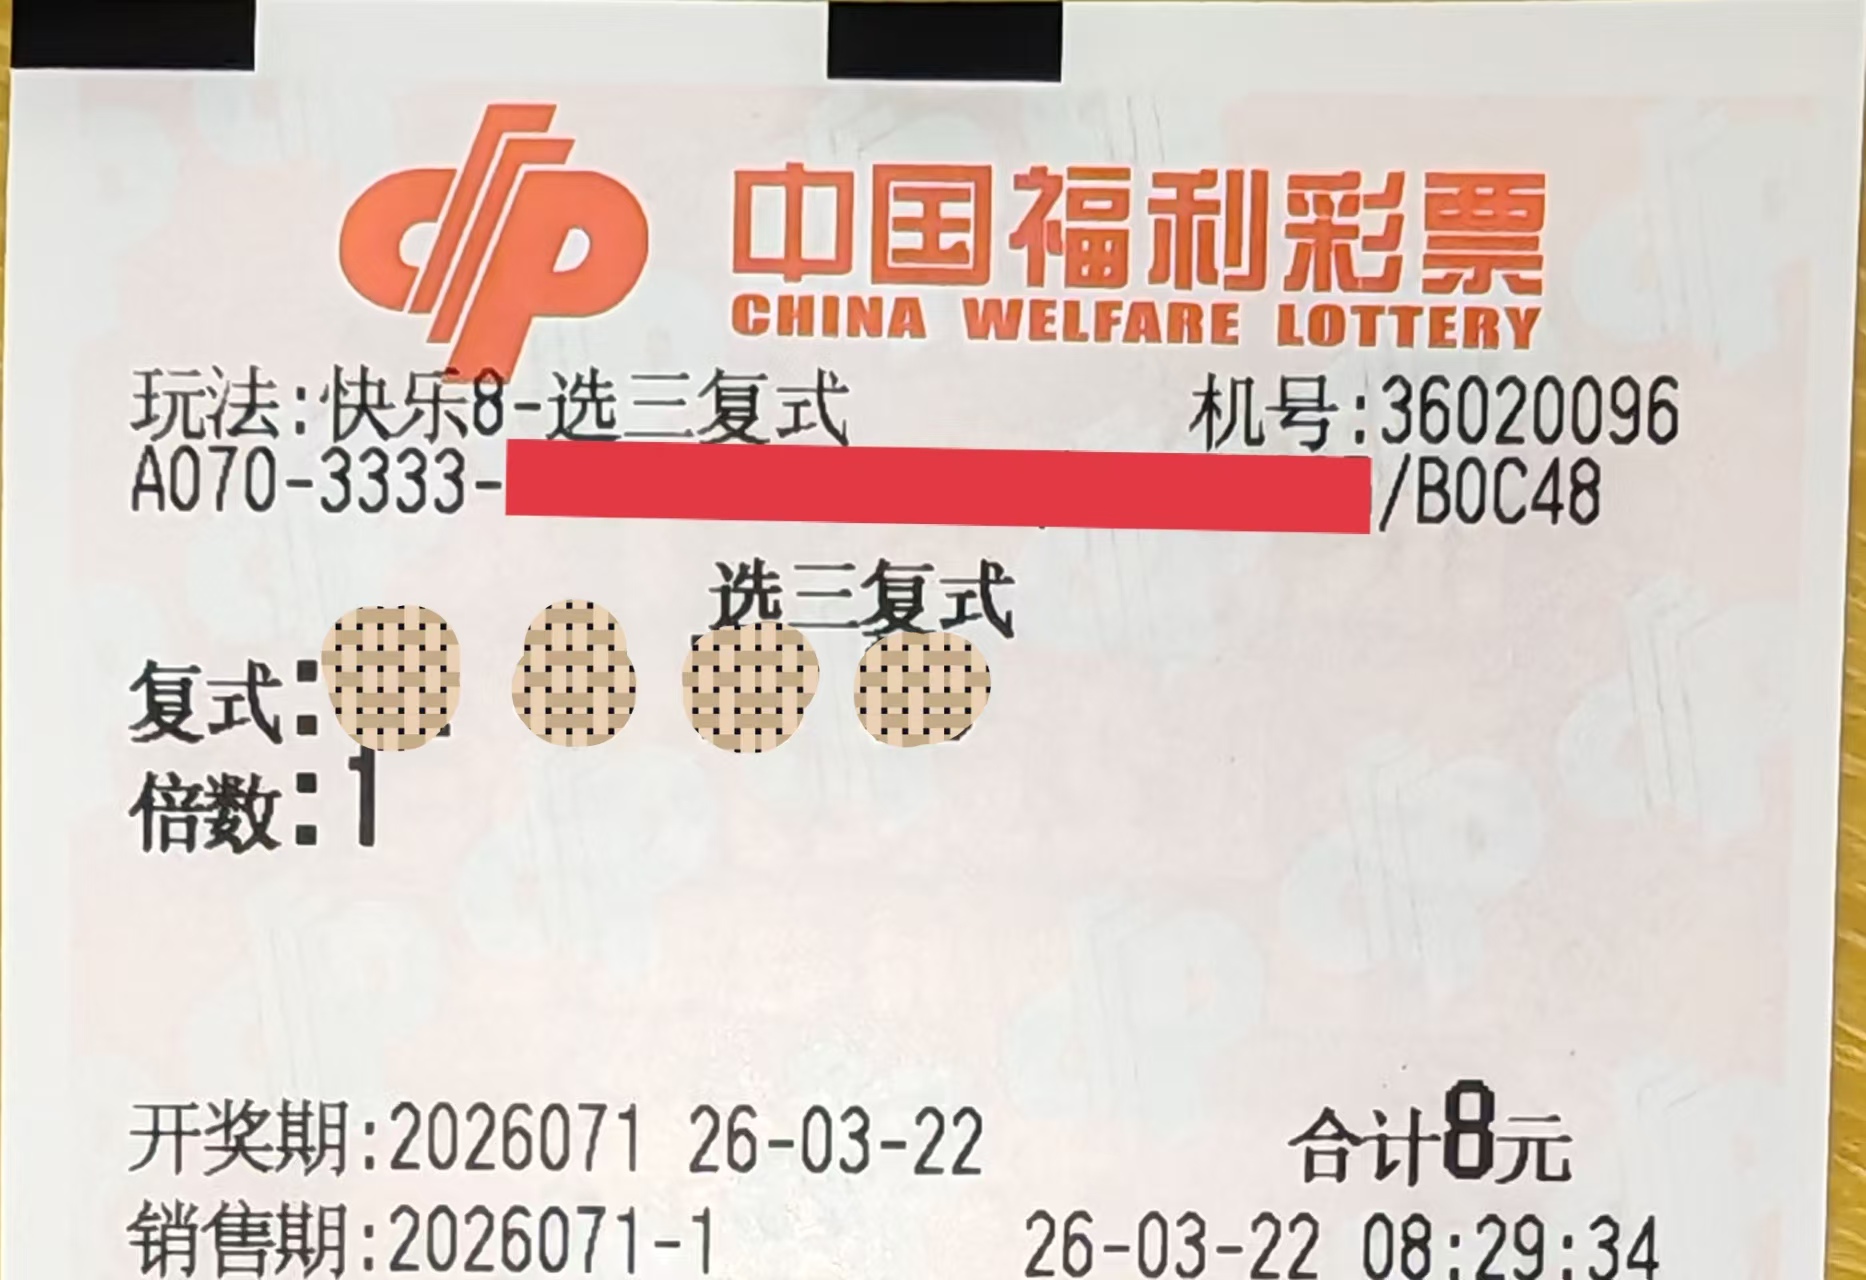 中国福利彩票
CHINA WELFARE LOTTERY
玩法:快乐8-选三复式 机号:36020096
A070-3333- /B0C48
选三复式
复式:
倍数:1
开奖期:2026071 26-03-22 合计8元
销售期:2026071-1 26-03-22 08:29:34